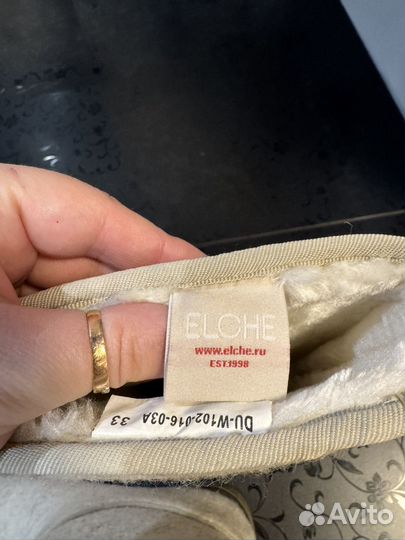 ELCHE
www.elche.ru
EST.1998
DU-W102-016-03A 33
Avito